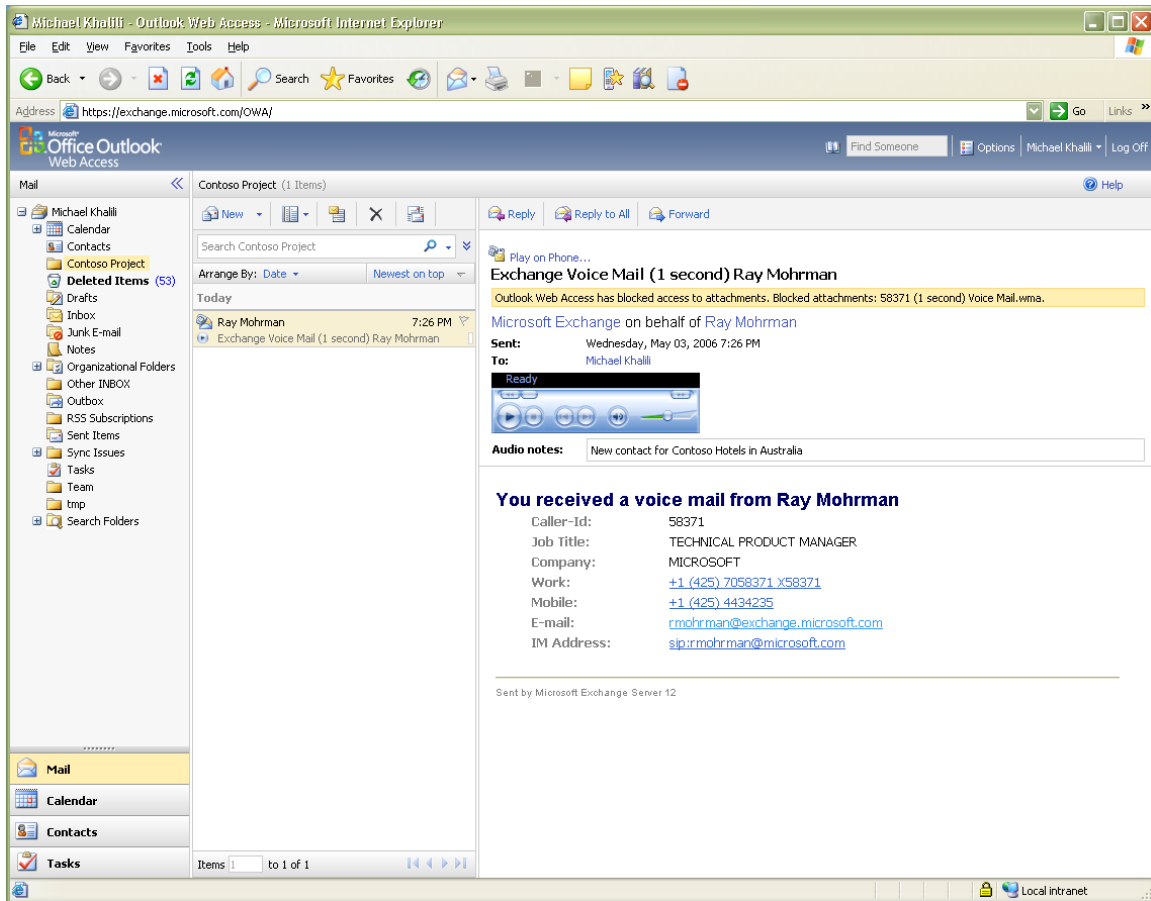 Michael Khalili - Outlook Web Access - Microsoft Internet Explorer
File Edit View Favorites Tools Help
Back Search Favorites
Address https://exchange.microsoft.com/OWA/ Go Links »
Microsoft®
Office Outlook®
Web Access
Find Someone Options Michael Khalili Log Off
Mail
Contoso Project (1 Items) Help
Michael Khalili
Calendar
Contacts
Contoso Project
Deleted Items (53)
Drafts
Inbox
Junk E-mail
Notes
Organizational Folders
Other INBOX
Outbox
RSS Subscriptions
Sent Items
Sync Issues
Tasks
Team
tmp
Search Folders
Mail
Calendar
Contacts
Tasks
New
Search Contoso Project
Arrange By: Date Newest on top
Today
Ray Mohrman 7:26 PM
Exchange Voice Mail (1 second) Ray Mohrman
Items 1 to 1 of 1
Reply Reply to All Forward
Play on Phone...
Exchange Voice Mail (1 second) Ray Mohrman
Outlook Web Access has blocked access to attachments. Blocked attachments: 58371 (1 second) Voice Mail.wma.
Microsoft Exchange on behalf of Ray Mohrman
Sent: Wednesday, May 03, 2006 7:26 PM
To: Michael Khalili
Ready
Audio notes: New contact for Contoso Hotels in Australia
You received a voice mail from Ray Mohrman
Caller-Id: 58371
Job Title: TECHNICAL PRODUCT MANAGER
Company: MICROSOFT
Work: +1 (425) 7058371 X58371
Mobile: +1 (425) 4434235
E-mail: rmohrman@exchange.microsoft.com
IM Address: sip:rmohrman@microsoft.com
Sent by Microsoft Exchange Server 12
Local intranet